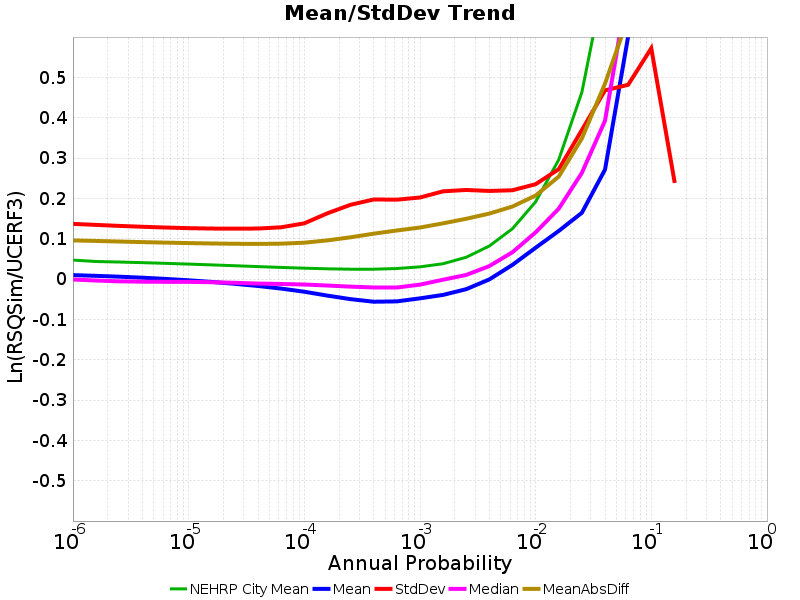 Mean/StdDev Trend
Ln(RSQSim/UCERF3)
0.5
0.4
0.3
0.2
0.1
0
-0.1
-0.2
-0.3
-0.4
-0.5
10^-6 10^-5 10^-4 10^-3 10^-2 10^-1 10^0
Annual Probability
NEHRP City Mean Mean StdDev Median MeanAbsDiff